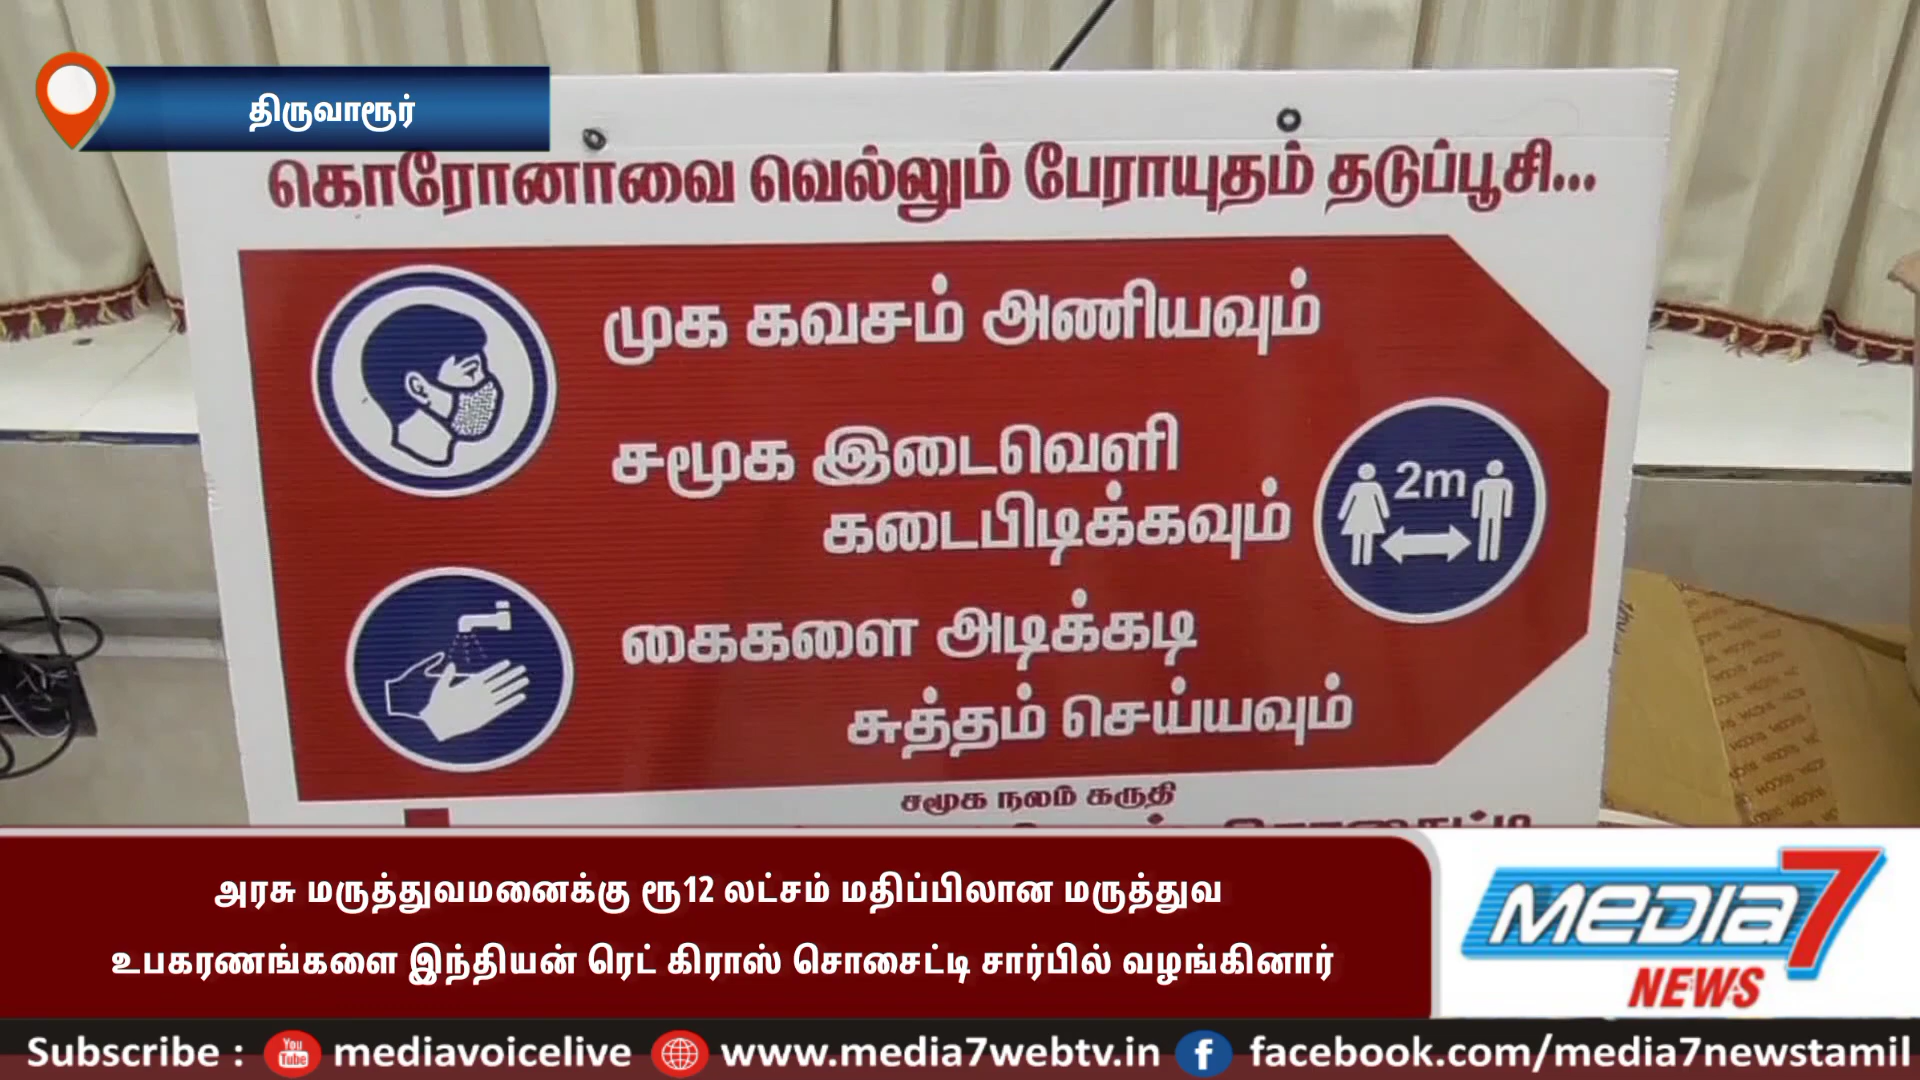 திருவாரூர்
கொரோனாவை வெல்லும் பேராயுதம் தடுப்பூசி...
முக கவசம் அணியவும்
சமூக இடைவெளி
கடைபிடிக்கவும்
2m
கைகளை அடிக்கடி
சுத்தம் செய்யவும்
சமூக நலம் கருதி
அரசு மருத்துவமனைக்கு ரூ12 லட்சம் மதிப்பிலான மருத்துவ
உபகரணங்களை இந்தியன் ரெட் கிராஸ் சொசைட்டி சார்பில் வழங்கினார்
MEDIA 7
NEWS
Subscribe : You Tube mediavoicelive www.media7webtv.in f facebook.com/media7newstamil